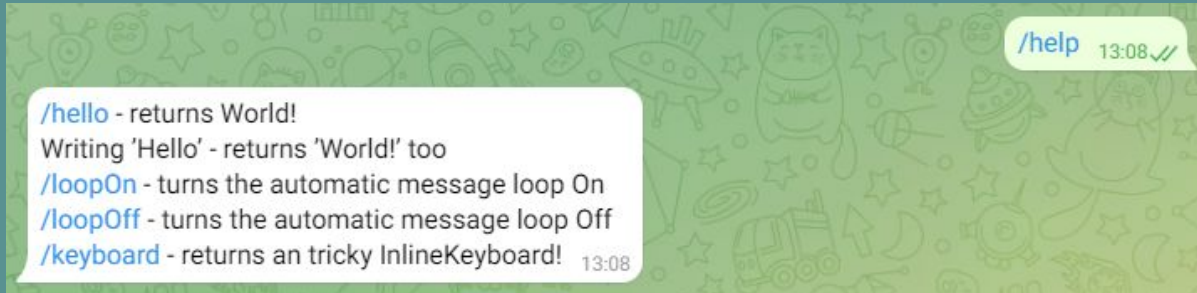 /help 13:08
/hello - returns World!
Writing 'Hello' - returns 'World!' too
/loopOn - turns the automatic message loop On
/loopOff - turns the automatic message loop Off
/keyboard - returns an tricky InlineKeyboard! 13:08